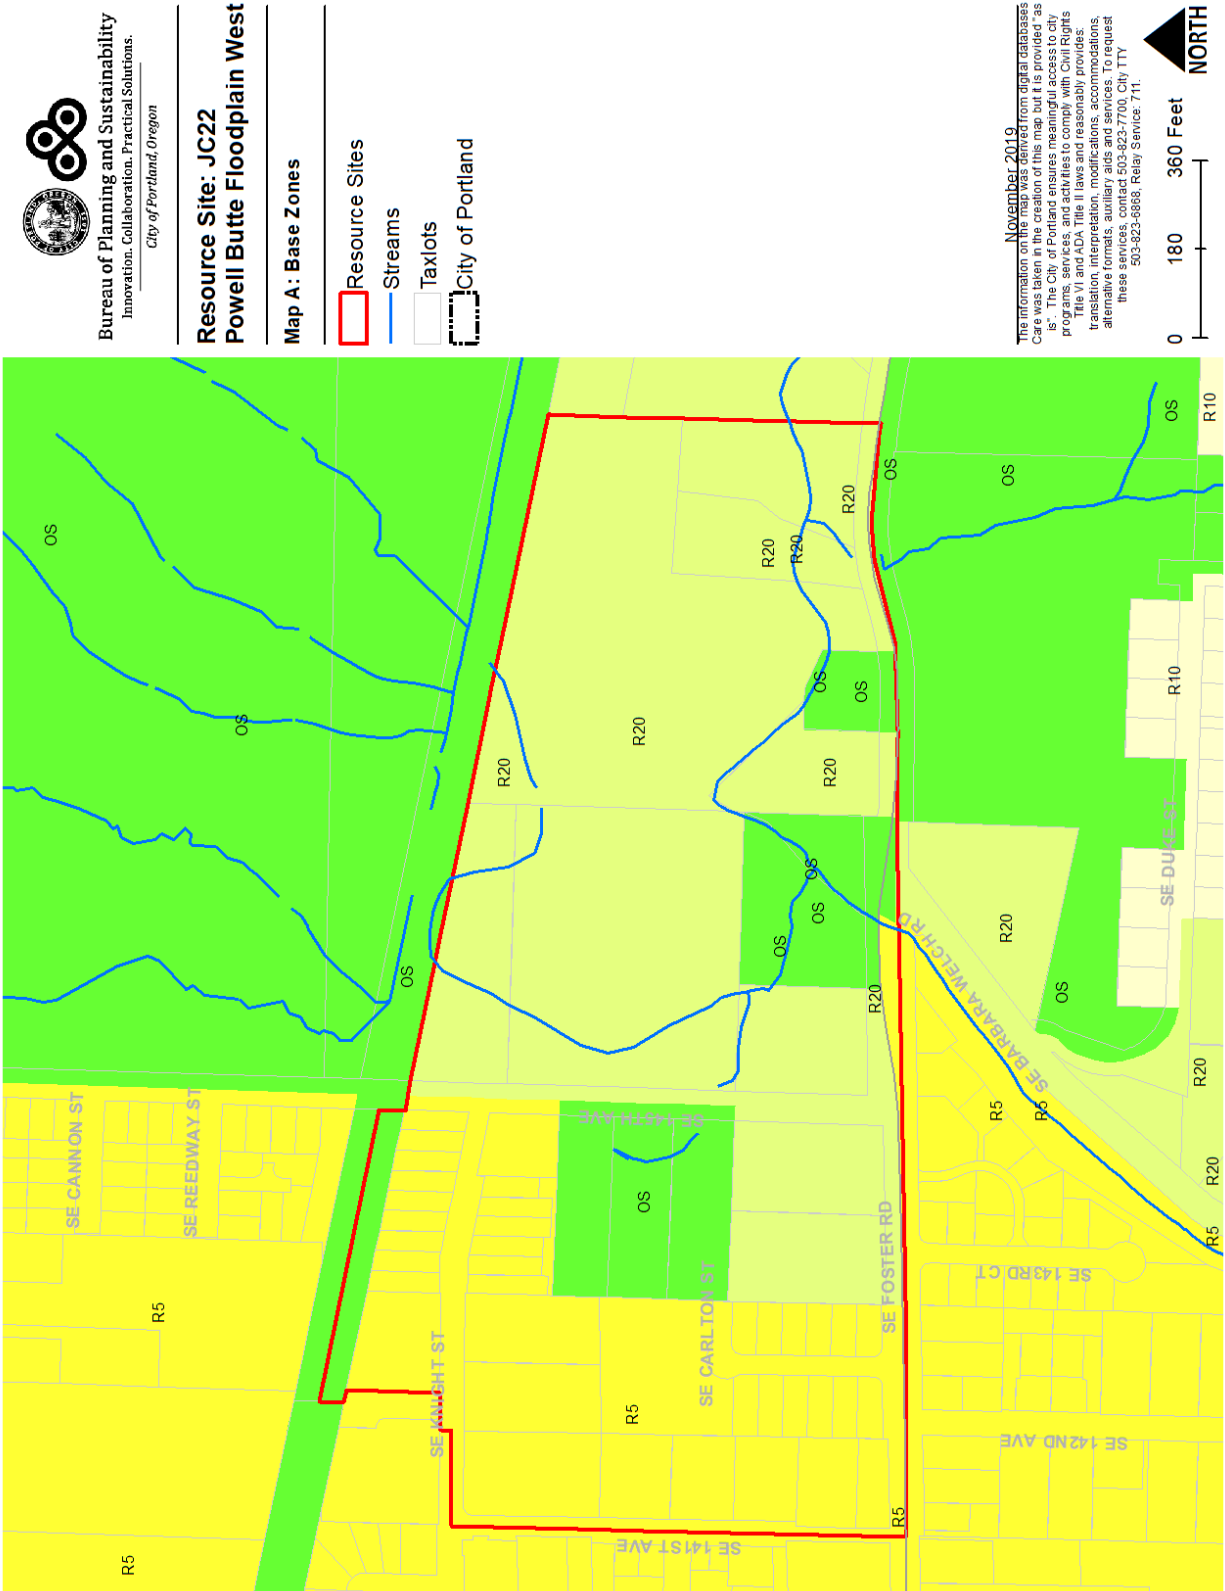 Bureau of Planning and Sustainability
Innovation. Collaboration. Practical Solutions.
City of Portland, Oregon
Resource Site: JC22
Powell Butte Floodplain West
Map A: Base Zones
Resource Sites
Streams
Taxlots
City of Portland
November 2019
The information on the map was derived from digital databases
Care was taken in the creation of this map but it is provided "as
is". The City of Portland ensures meaningful access to city
programs, services, and activities to comply with Civil Rights
Title VI and ADA Title II laws and reasonably provides:
translation, interpretation, modifications, accommodations,
alternative formats, auxiliary aids and services. To request
these services, contact 503-823-7700, City TTY
503-823-6868, Relay Service: 711.
0 180 360 Feet
NORTH
SE CANNON ST
SE REEDWAY ST
SE KNIGHT ST
SE CARLTON ST
SE FOSTER RD
SE DUKE ST
SE BARBARA WELCH RD
SE 145TH AVE
SE 143RD CT
SE 142ND AVE
SE 141ST AVE
OS
OS
OS
OS
OS
OS
OS
OS
OS
OS
OS
OS
OS
OS
R20
R20
R20
R20
R20
R20
R20
R20
R20
R20
R10
R10
R5
R5
R5
R5
R5
R5
R5